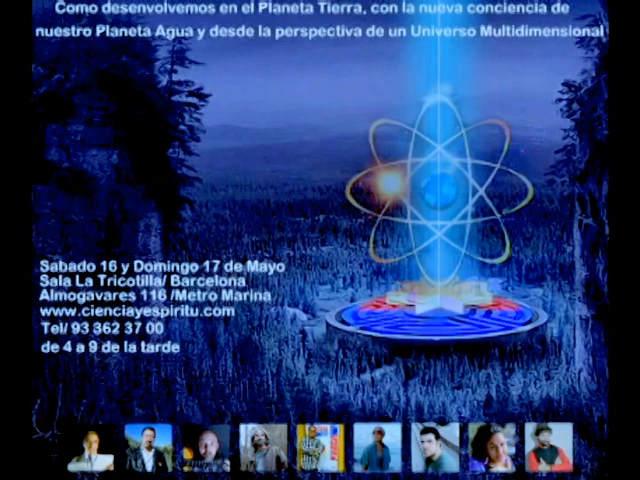 Como desenvolvemos en el Planeta Tierra, con la nueva conciencia de
nuestro Planeta Agua y desde la perspectiva de un Universo Multidimensional
Sabado 16 y Domingo 17 de Mayo
Sala La Tricotilla/ Barcelona
Almogavares 116 /Metro Marina
www.cienciayespiritu.com
Tel/ 93 362 37 00
de 4 a 9 de la tarde